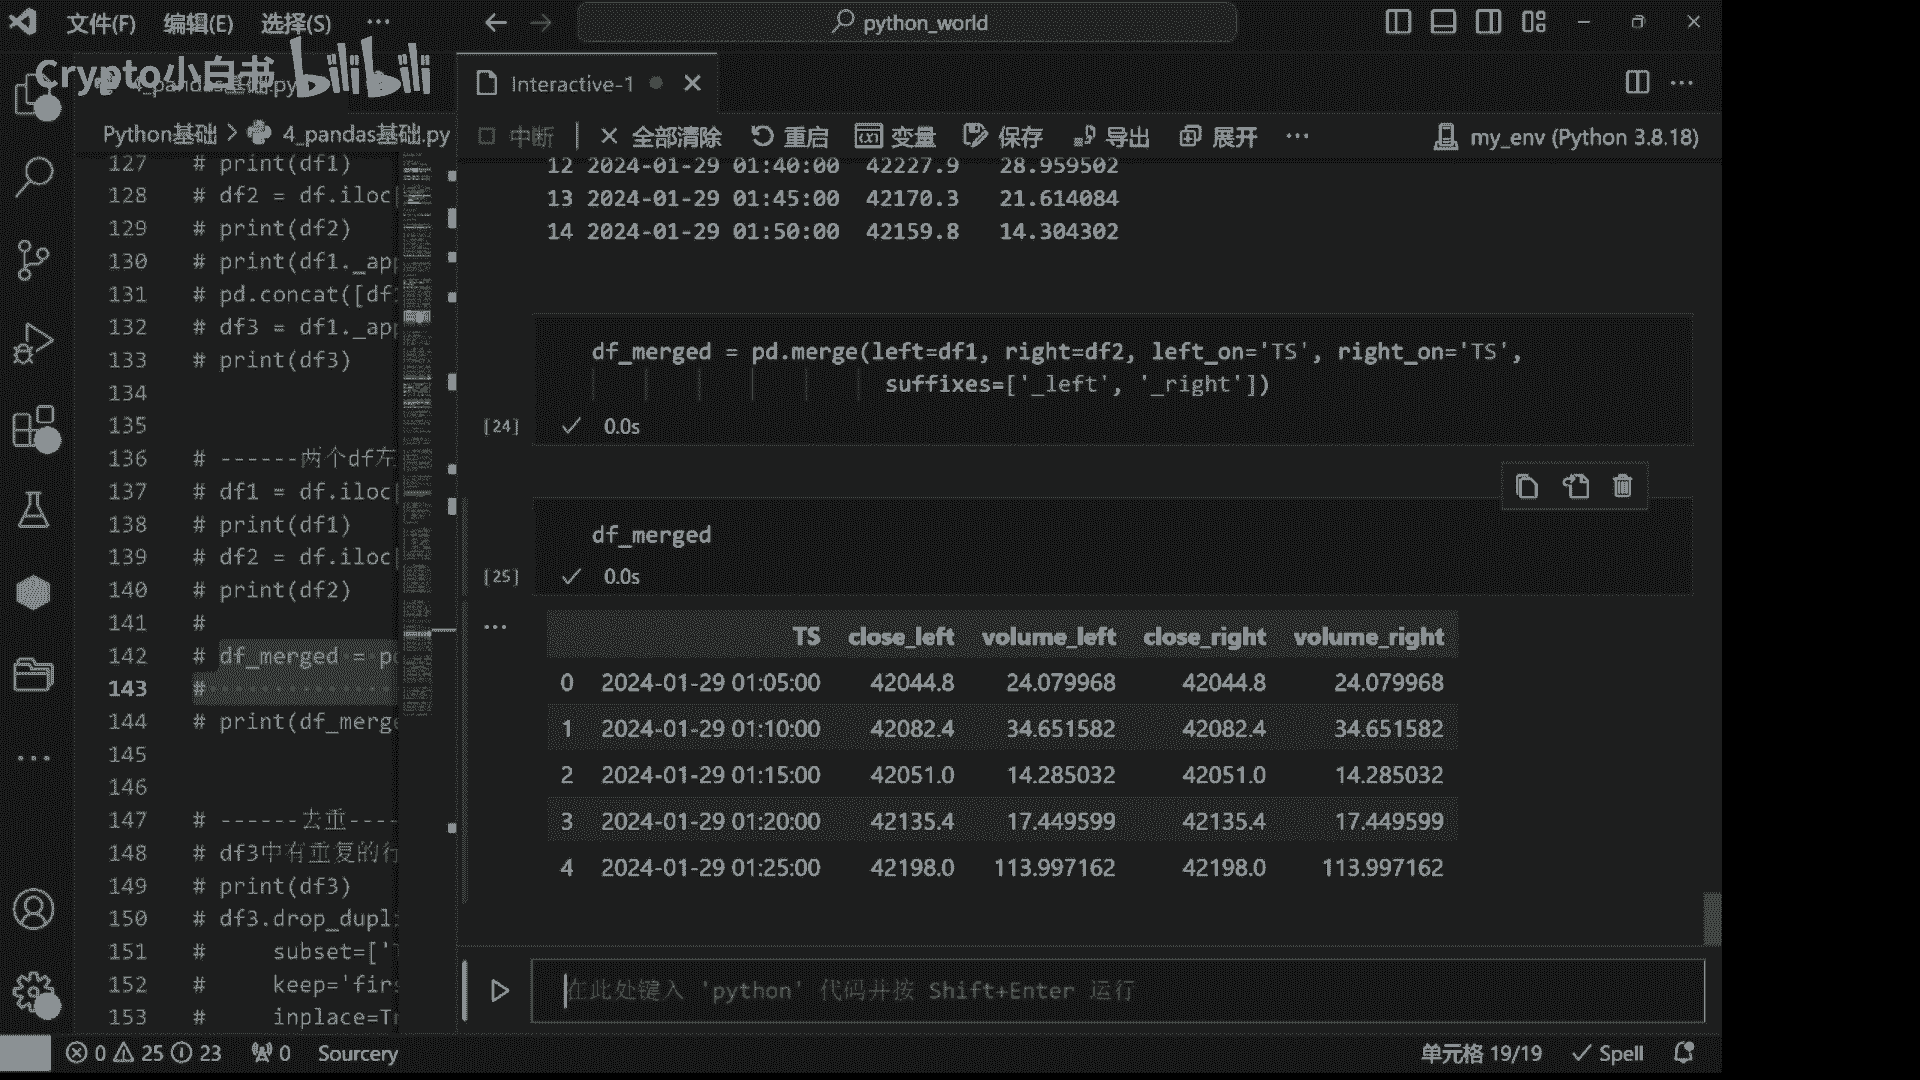 文件(F) 编辑(E) 选择(S) ··· python_world
Crypto小白书 bilibili
4_pandas基础.py Interactive-1
Python基础 > 4_pandas基础.py
中断 全部清除 重启 变量 保存 导出 展开 ··· my_env (Python 3.8.18)
127 # print(df1)
128 # df2 = df.iloc[
129 # print(df2)
130 # print(df1._app
131 # pd.concat([df1
132 # df3 = df1._app
133 # print(df3)
134
135
136 # ------两个df左
137 # df1 = df.iloc[
138 # print(df1)
139 # df2 = df.iloc[
140 # print(df2)
141 #
142 # df_merged = pd
143 #
144 # print(df_merge
145
146
147 # ------去重----
148 # df3中有重复的行
149 # print(df3)
150 # df3.drop_dupli
151 # subset=['T
152 # keep='firs
153 # inplace=Tr
12 2024-01-29 01:40:00 42227.9 28.959502
13 2024-01-29 01:45:00 42170.3 21.614084
14 2024-01-29 01:50:00 42159.8 14.304302
df_merged = pd.merge(left=df1, right=df2, left_on='TS', right_on='TS',
suffixes=['_left', '_right'])
[24] 0.0s
df_merged
[25] 0.0s
TS close_left volume_left close_right volume_right
0 2024-01-29 01:05:00 42044.8 24.079968 42044.8 24.079968
1 2024-01-29 01:10:00 42082.4 34.651582 42082.4 34.651582
2 2024-01-29 01:15:00 42051.0 14.285032 42051.0 14.285032
3 2024-01-29 01:20:00 42135.4 17.449599 42135.4 17.449599
4 2024-01-29 01:25:00 42198.0 113.997162 42198.0 113.997162
在此处键入 'python' 代码并按 Shift+Enter 运行
0 25 23 0 Sourcery 单元格 19/19 Spell